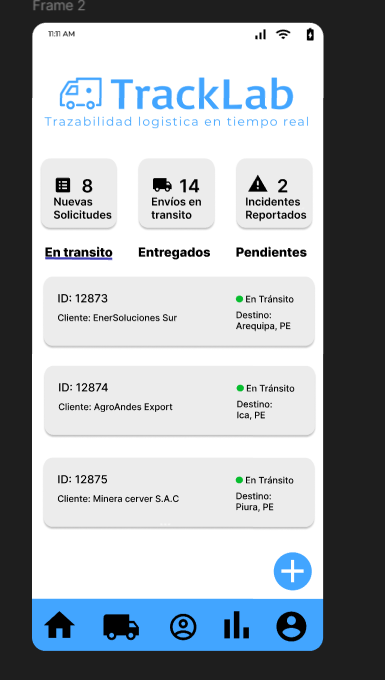 Frame 2
11:11 AM
TrackLab
Trazabilidad logistica en tiempo real
8
Nuevas
Solicitudes
14
Envíos en
transito
2
Incidentes
Reportados
En transito Entregados Pendientes
ID: 12873
Cliente: EnerSoluciones Sur
En Tránsito
Destino:
Arequipa, PE
ID: 12874
Cliente: AgroAndes Export
En Tránsito
Destino:
Ica, PE
ID: 12875
Cliente: Minera cerver S.A.C
En Tránsito
Destino:
Piura, PE